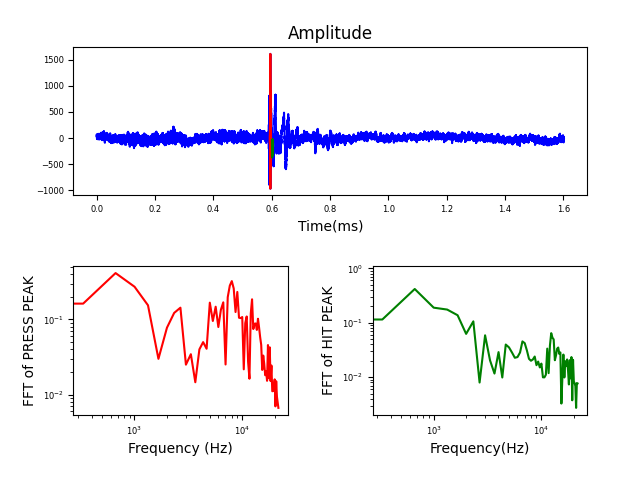 Amplitude
1500
1000
500
0
−500
−1000
0.0 0.2 0.4 0.6 0.8 1.0 1.2 1.4 1.6
Time(ms)
FFT of PRESS PEAK
10⁻¹
10⁻²
10³ 10⁴
Frequency (Hz)
FFT of HIT PEAK
10⁰
10⁻¹
10⁻²
10³ 10⁴
Frequency(Hz)